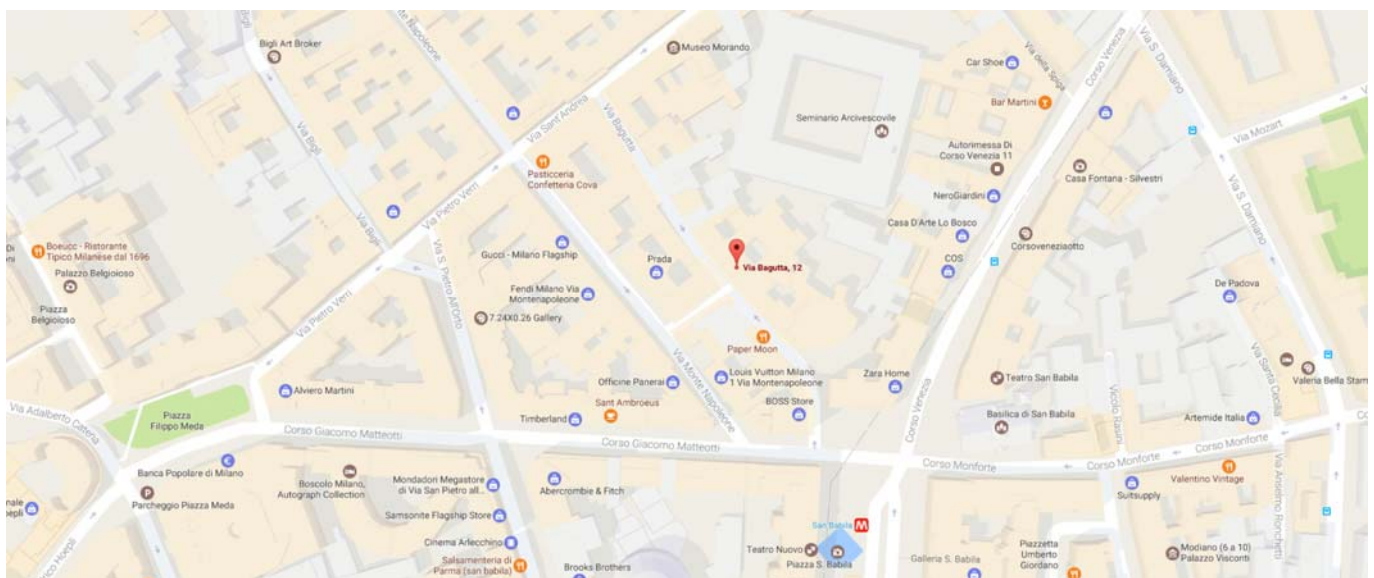 Bigli
Bigli Art Broker
Via Bigli
te Napoleone
Museo Morando
Via Sant'Andrea
Via Bagutta
Car Shoe
Via della Spiga
Corso Venezia
Via S. Damiano
Bar Martini
Seminario Arcivescovile
Via Mozart
Autorimessa Di
Corso Venezia 11
Casa Fontana - Silvestri
NeroGiardini
Pasticceria
Confetteria Cova
Via Pietro Verri
Via Bigli
Casa D'Arte Lo Bosco
Corsoveneziaotto
COS
Via S. Damiano
Boeucc - Ristorante
Tipico Milanese dal 1696
Palazzo Belgioioso
Piazza
Belgioioso
Via Pietro Verri
Via S. Pietro All'Orto
Gucci - Milano Flagship
Prada
Via Bagutta, 12
Fendi Milano Via
Montenapoleone
7.24X0.26 Gallery
De Padova
Paper Moon
Via Monte Napoleone
Louis Vuitton Milano
1 Via Montenapoleone
Officine Panerai
BOSS Store
Zara Home
Corso Venezia
Teatro San Babila
Via Santa Cecilia
Valeria Bella Stam
Alviero Martini
Sant Ambroeus
Timberland
Basilica di San Babila
Vicolo Rasini
Artemide Italia
Via Adalberto Catena
Piazza
Filippo Meda
Corso Giacomo Matteotti
Corso Giacomo Matteotti
Corso Monforte
Corso Monforte
Corso Monforte
Banca Popolare di Milano
Boscolo Milano,
Autograph Collection
Parcheggio Piazza Meda
Mondadori Megastore
di Via San Pietro all...
Abercrombie & Fitch
Samsonite Flagship Store
Suitsupply
Valentino Vintage
Via Anselmo Ronchetti
San Babila
M
Cinema Arlecchino
Salsamenteria di
Parma (san babila)
Brooks Brothers
Teatro Nuovo
Piazza S. Babila
Galleria S. Babila
Piazzetta
Umberto
Giordano
Modiano (6 a 10)
Palazzo Visconti